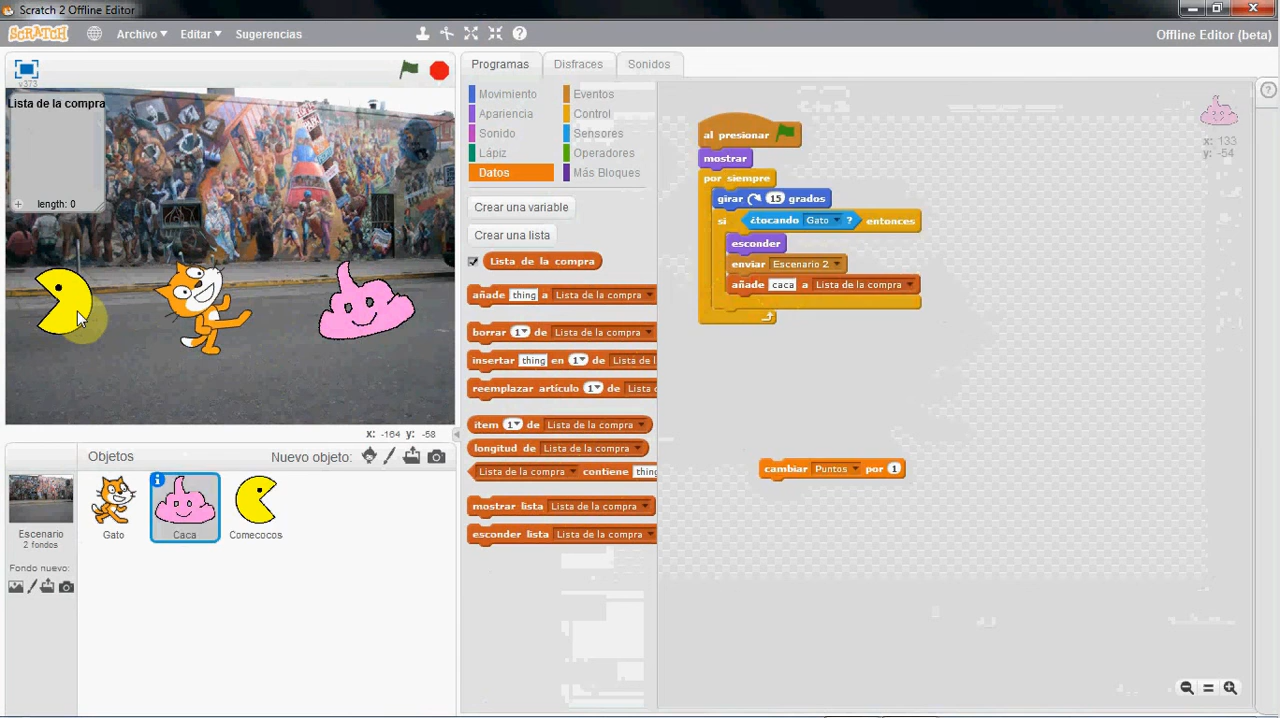 Scratch 2 Offline Editor
SCRATCH Archivo Editar Sugerencias Offline Editor (beta)
v373
Programas Disfraces Sonidos
Lista de la compra
length: 0
Movimiento Eventos
Apariencia Control
Sonido Sensores
Lápiz Operadores
Datos Más Bloques
Crear una variable
Crear una lista
Lista de la compra
añade thing a Lista de la compra
borrar 1 de Lista de la compra
insertar thing en 1 de Lista de l
reemplazar artículo 1 de Lista
item 1 de Lista de la compra
longitud de Lista de la compra
Lista de la compra contiene thing
mostrar lista Lista de la compra
esconder lista Lista de la compra
al presionar
mostrar
por siempre
girar 15 grados
si ¿tocando Gato ? entonces
esconder
enviar Escenario 2
añade caca a Lista de la compra
cambiar Puntos por 1
x: 133
y: -54
x: -164 y: -58
Objetos Nuevo objeto:
Escenario
2 fondos
Fondo nuevo:
Gato Caca Comecocos